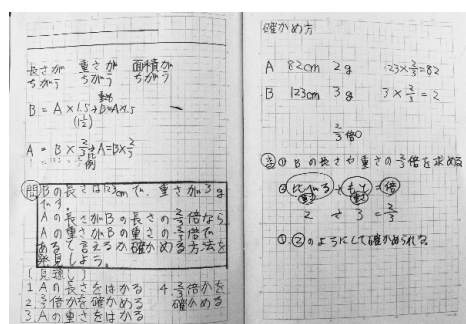 長さが 重さが 面積が
ちがう ちがう ちがう
B = A × 1.5 → B = A×1.5
(1½)
A = B × 2/3 → A = B×2/3
例
問 Bの長さは123cmで、重さが3g
です。
Aの長さがBの長さの2/3倍なら
Aの重さがBの重さの2/3倍で
あると言えるか確かめる方法を
発見しよう。
(見通し)
1 Aの長さをはかる 4. 2/3倍かを
2. 2/3倍かを確かめる 確かめる
3. Aの重さをはかる
確かめ方
A 82cm 2g 123×2/3=82
B 123cm 3g 3×2/3=2
2/3倍
① Bの長さや重さの2/3倍を求める
② 比べる ÷ もと = 倍
2 ÷ 3 = 2/3
①,②のようにして確かめられる